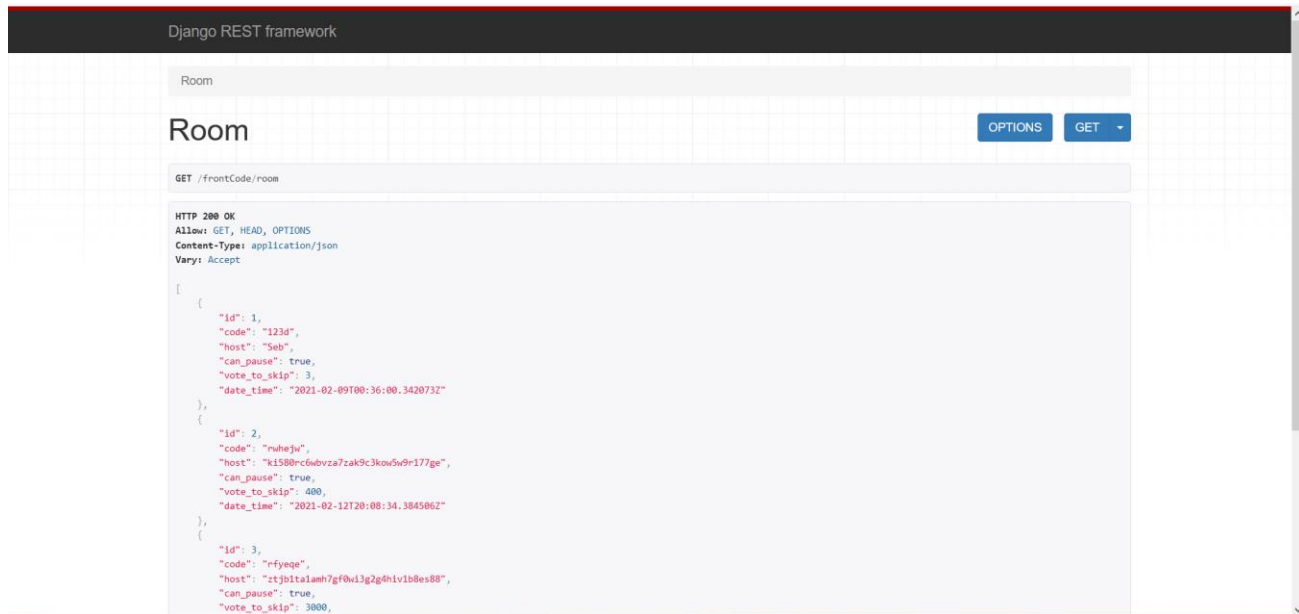 Django REST framework
Room
Room
OPTIONS
GET
GET /frontCode/room
HTTP 200 OK
Allow: GET, HEAD, OPTIONS
Content-Type: application/json
Vary: Accept
[
{
"id": 1,
"code": "123d",
"host": "Seb",
"can_pause": true,
"vote_to_skip": 3,
"date_time": "2021-02-09T00:36:00.342073Z"
},
{
"id": 2,
"code": "rwhejw",
"host": "ki580rc6wbvza7zak9c3kow5w9r177ge",
"can_pause": true,
"vote_to_skip": 400,
"date_time": "2021-02-12T20:08:34.384506Z"
},
{
"id": 3,
"code": "rfyeqe",
"host": "ztjb1ta1amh7gf0wi3g2g4hiv1b8es88",
"can_pause": true,
"vote_to_skip": 3000,